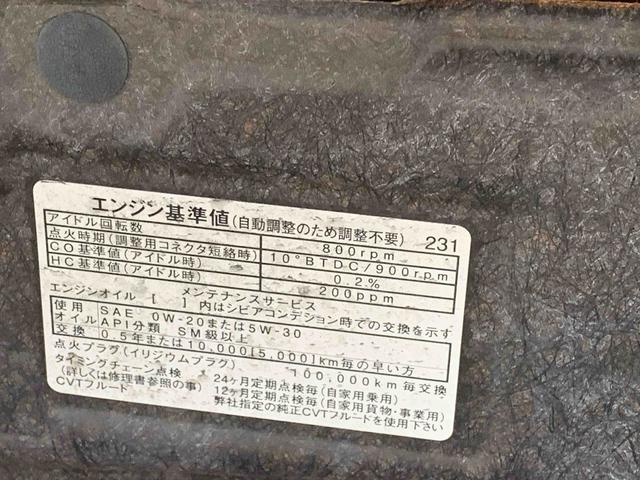 エンジン基準値(自動調整のため調整不要) 231
アイドル回転数 800rpm
点火時期(調整用コネクタ短絡時) 10°BTDC/900rpm
CO基準値(アイドル時) 0.2%
HC基準値(アイドル時) 200ppm
メンテナンスサービス
エンジンオイル [ ]内はシビアコンデション時での交換を示す
使用 SAE 0W-20または5W-30
オイル API分類 SM級以上
交換 0.5年または10,000[5,000]km毎の早い方
点火プラグ(イリジウムプラグ) 100,000km毎交換
タイミングチェーン点検 24ヶ月定期点検毎(自家用乗用)
(詳しくは修理書参照の事) 12ヶ月定期点検毎(自家用貨物・事業用)
CVTフルード 弊社指定の純正CVTフルードを使用下さい